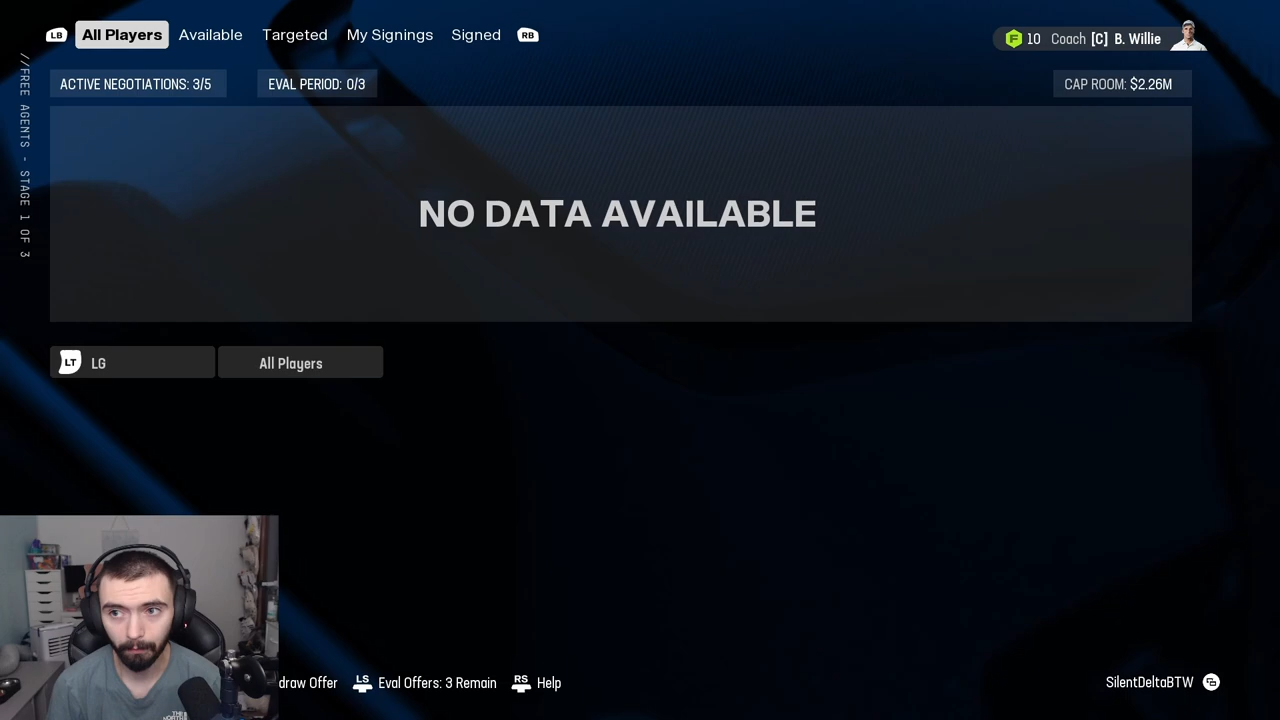 LB All Players Available Targeted My Signings Signed RB
10 Coach [C] B. Willie
//FREE AGENTS - STAGE 1 OF 3
ACTIVE NEGOTIATIONS: 3/5 EVAL PERIOD: 0/3 CAP ROOM: $2.26M
NO DATA AVAILABLE
LT LG All Players
draw Offer LS Eval Offers: 3 Remain RS Help SilentDeltaBTW
THE
NORTH